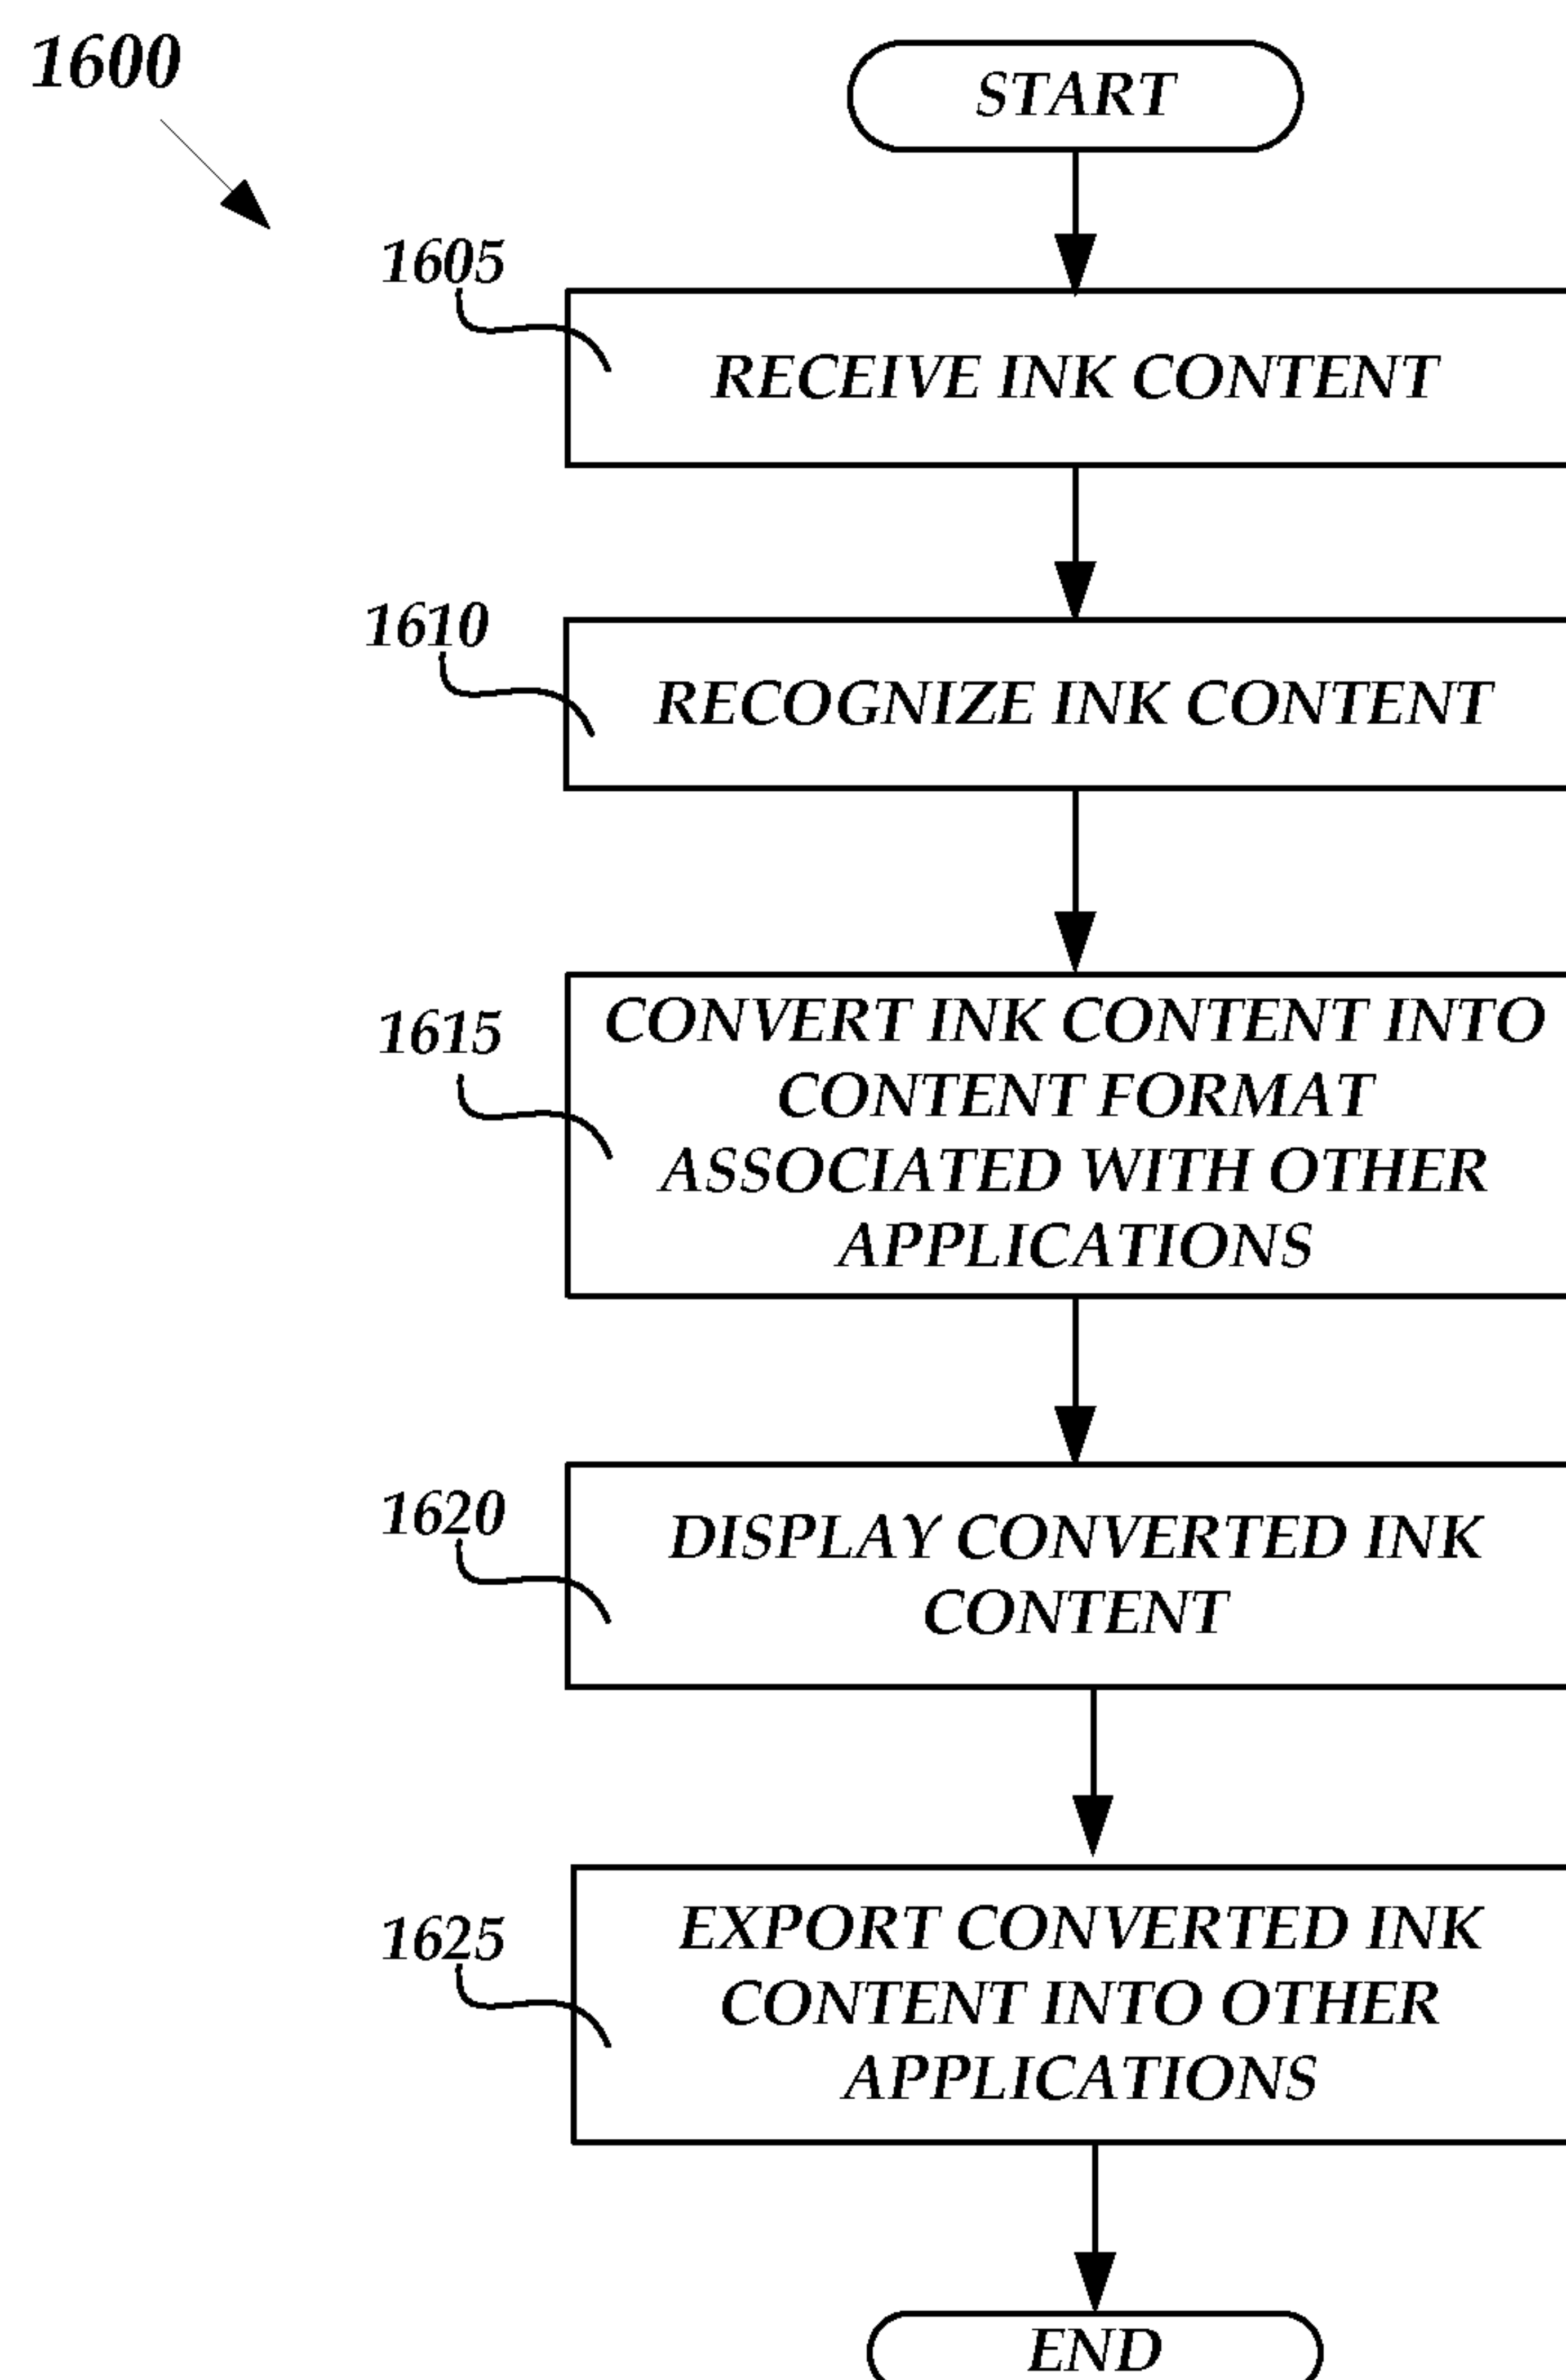 1600
START
1605
RECEIVE INK CONTENT
1610
RECOGNIZE INK CONTENT
1615
CONVERT INK CONTENT INTO
CONTENT FORMAT
ASSOCIATED WITH OTHER
APPLICATIONS
1620
DISPLAY CONVERTED INK
CONTENT
1625
EXPORT CONVERTED INK
CONTENT INTO OTHER
APPLICATIONS
END